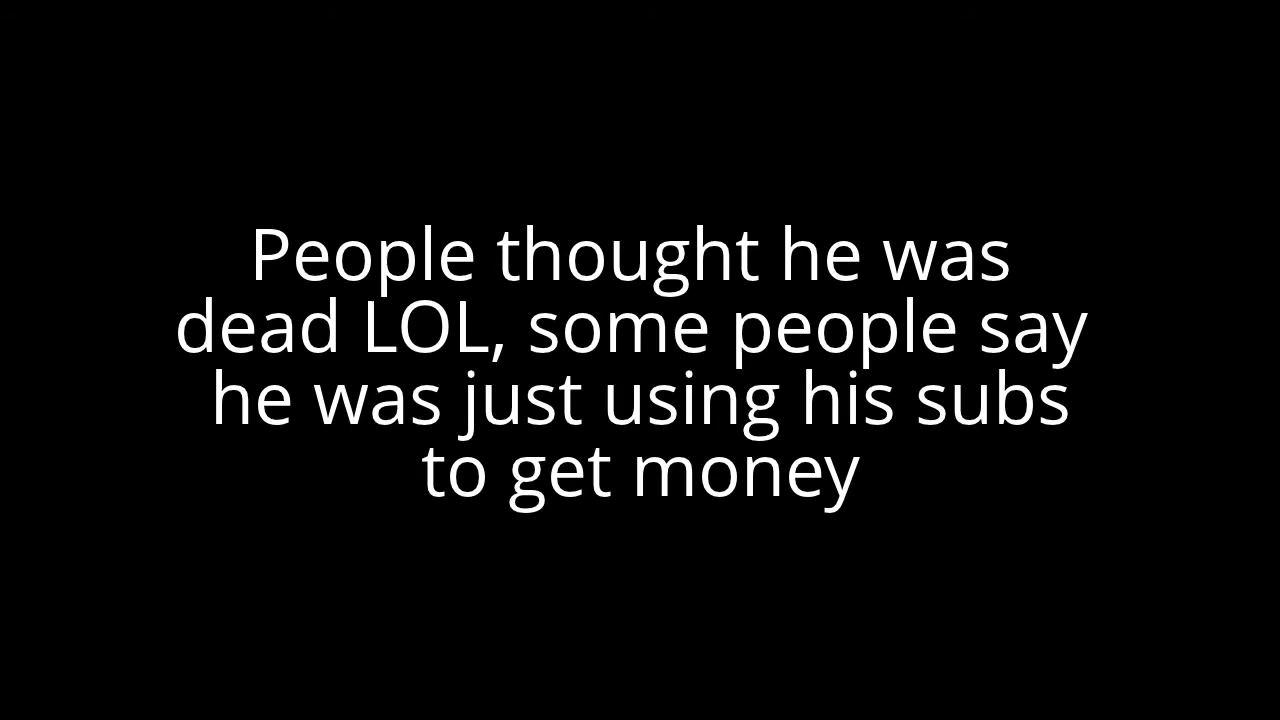 People thought he was
dead LOL, some people say
he was just using his subs
to get money